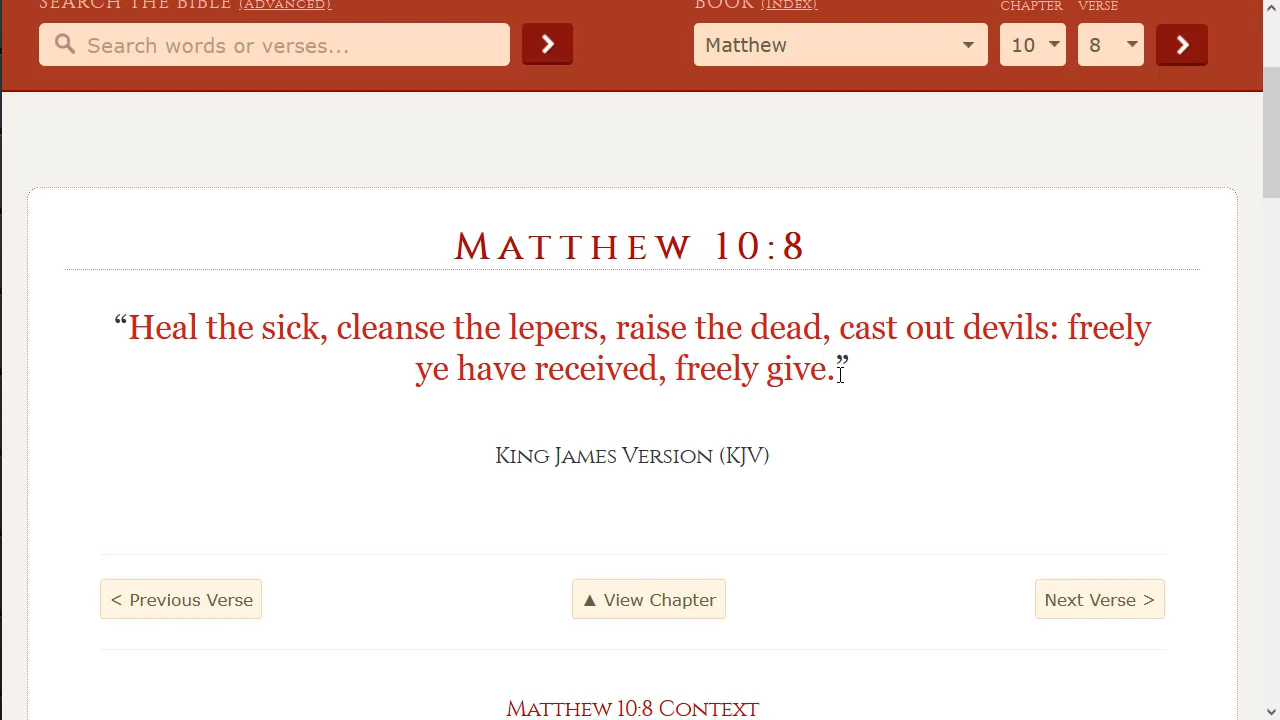 SEARCH THE BIBLE (ADVANCED)
BOOK (INDEX)
CHAPTER VERSE
Search words or verses...
Matthew
10
8
MATTHEW 10:8
“Heal the sick, cleanse the lepers, raise the dead, cast out devils: freely
ye have received, freely give.”
KING JAMES VERSION (KJV)
< Previous Verse
▲ View Chapter
Next Verse >
MATTHEW 10:8 CONTEXT